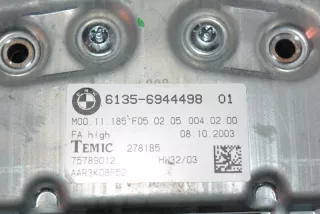 6135-6944498 01
M00.11.185 F05.02.05 004.02.00
FA high 08.10.2003
TEMIC 278185
75789012 HW32/03
AAR3K08F52